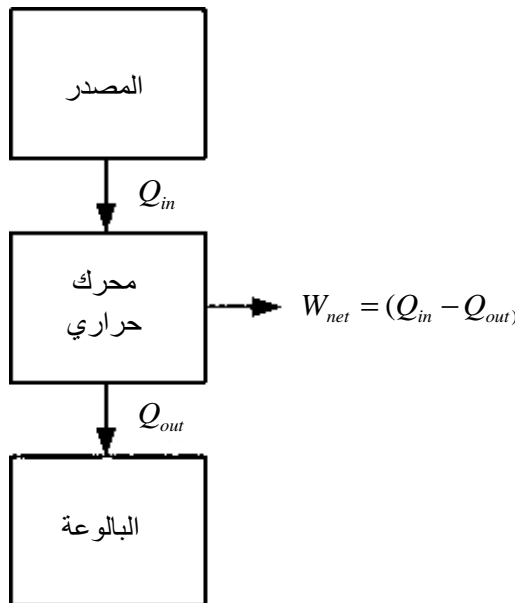 المصدر
Q_in
محرك
حراري
W_net = (Q_in − Q_out)
Q_out
البالوعة